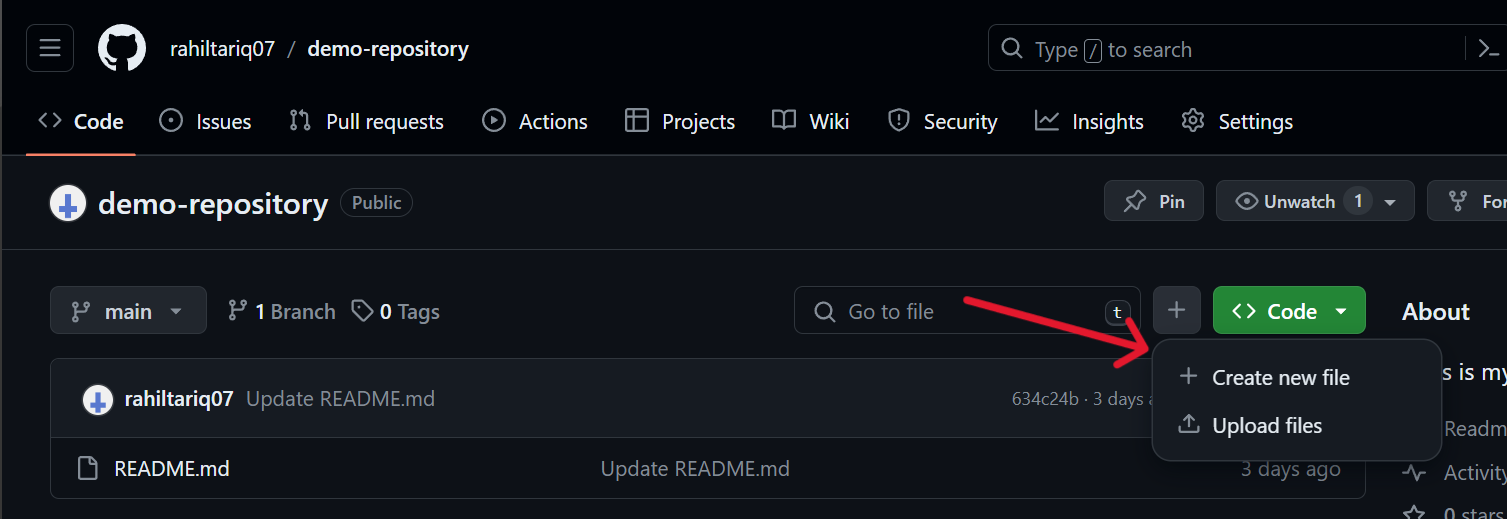 rahiltariq07 / demo-repository
Type / to search
Code Issues Pull requests Actions Projects Wiki Security Insights Settings
demo-repository Public
Pin Unwatch 1
main 1 Branch 0 Tags Go to file t Code About
Create new file
s is my
rahiltariq07 Update README.md 634c24b · 3 days
Upload files
README.md Update README.md 3 days ago
Activity
0 stars